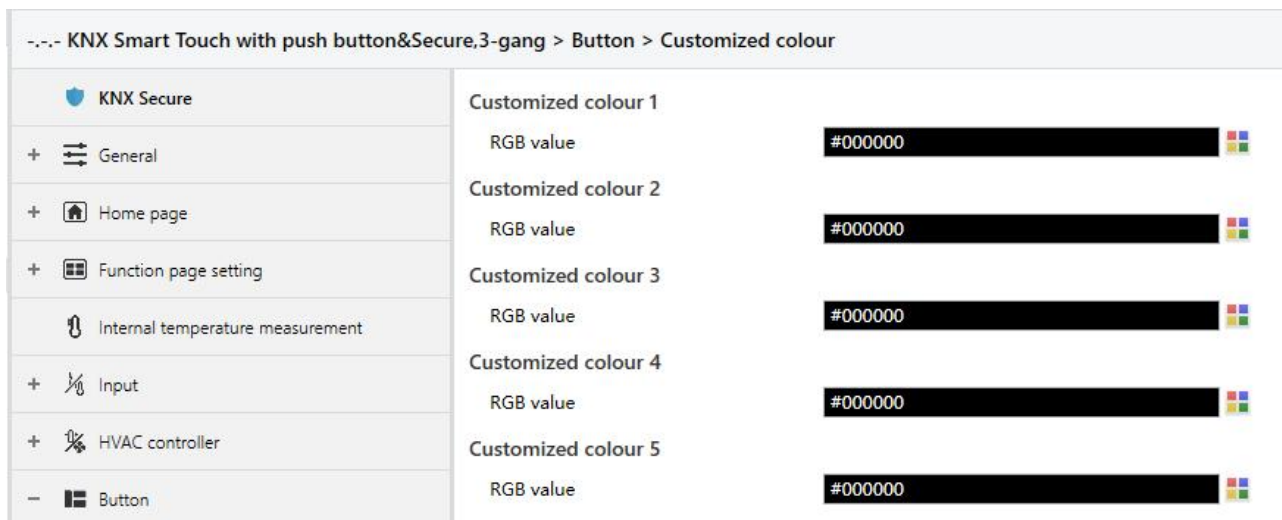 -.-.- KNX Smart Touch with push button&Secure,3-gang > Button > Customized colour
KNX Secure
+ General
+ Home page
+ Function page setting
Internal temperature measurement
+ Input
+ HVAC controller
− Button
Customized colour 1
RGB value #000000
Customized colour 2
RGB value #000000
Customized colour 3
RGB value #000000
Customized colour 4
RGB value #000000
Customized colour 5
RGB value #000000